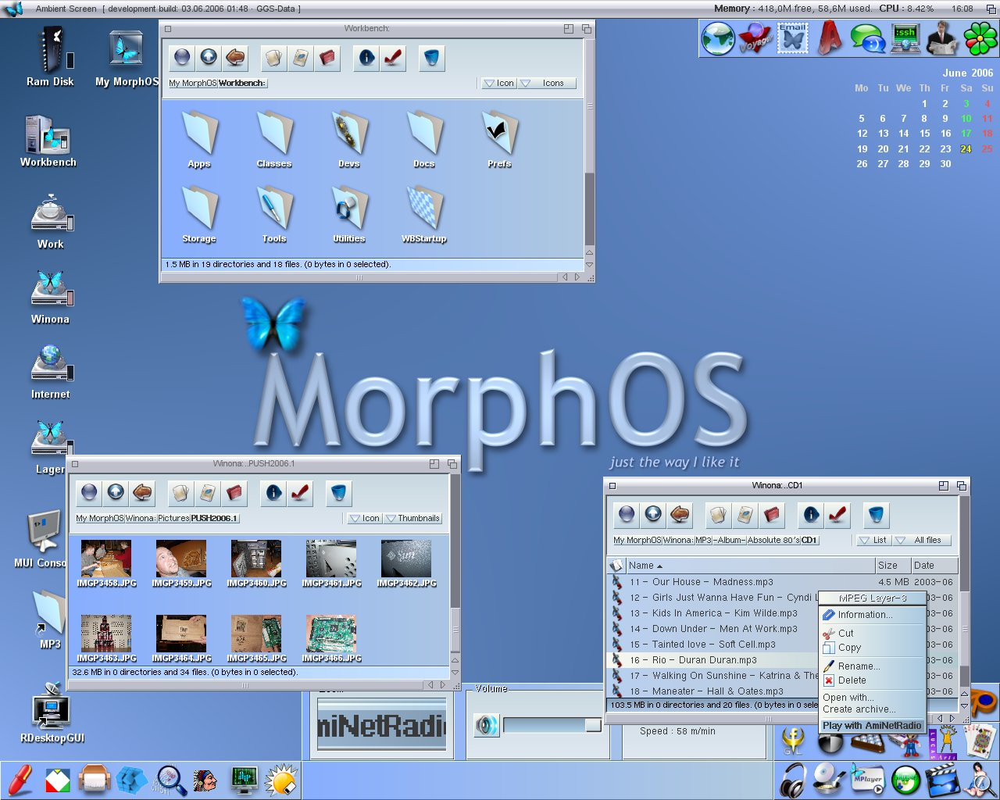 Ambient Screen [ development build: 03.06.2006 01:48 · GGS-Data ]
Memory : 418,0M free, 58,6M used. CPU : 8.42% 16:08
Ram Disk
My MorphOS
Workbench
Work
Winona
Internet
Lager
MUI Conso
MP3
RDesktopGUI
Workbench:
My MorphOS Workbench:
Icon Icons
Apps Classes Devs Docs Prefs
Storage Tools Utilities WBStartup
1.5 MB in 19 directories and 18 files. (0 bytes in 0 selected).
Voyager Email :ssh
June 2006
Mo Tu We Th Fr Sa Su
1 2 3 4
5 6 7 8 9 10 11
12 13 14 15 16 17 18
19 20 21 22 23 24 25
26 27 28 29 30
MorphOS
just the way I like it
Winona:..PUSH2006.1
My MorphOS Winona: Pictures PUSH2006.1
Icon Thumbnails
Sun
IMGP3458.JPG IMGP3459.JPG IMGP3460.JPG IMGP3461.JPG IMGP3462.JPG
IMGP3463.JPG IMGP3464.JPG IMGP3465.JPG IMGP3466.JPG
32.6 MB in 0 directories and 34 files. (0 bytes in 0 selected).
Winona:..CD1
My MorphOS Winona: MP3 -Album- Absolute 80's CD1
List All files
Name Size Date
11 - Our House - Madness.mp3 4.5 MB 2003-06
12 - Girls Just Wanna Have Fun - Cyndi L 03-06
13 - Kids In America - Kim Wilde.mp3 03-06
14 - Down Under - Men At Work.mp3 03-06
15 - Tainted love - Soft Cell.mp3 03-06
16 - Rio - Duran Duran.mp3 03-06
17 - Walking On Sunshine - Katrina & The 03-06
18 - Maneater - Hall & Oates.mp3 03-06
103.5 MB in 0 directories and 20 files. (0 bytes in 0 sele
MPEG Layer-3
Information...
Cut
Copy
Rename...
Delete
Open with...
Create archive...
Play with AmiNetRadio
miNetRadi
Volume
Speed : 58 m/min
LUCAS Arts
MPlayer